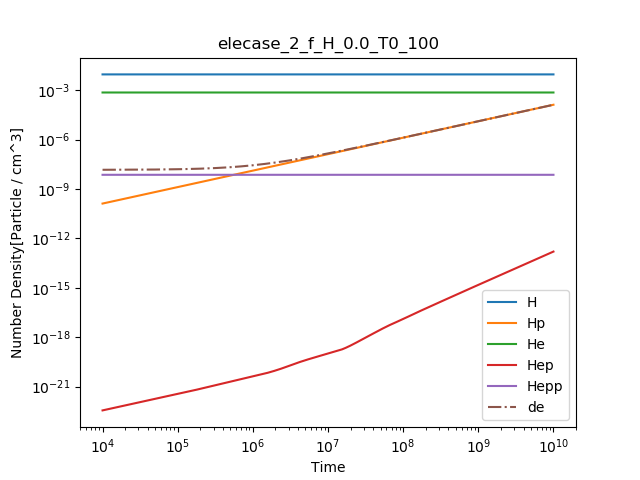 elecase_2_f_H_0.0_T0_100
Number Density[Particle / cm^3]
10^{-3}
10^{-6}
10^{-9}
10^{-12}
10^{-15}
10^{-18}
10^{-21}
H
Hp
He
Hep
Hepp
de
10^{4} 10^{5} 10^{6} 10^{7} 10^{8} 10^{9} 10^{10}
Time